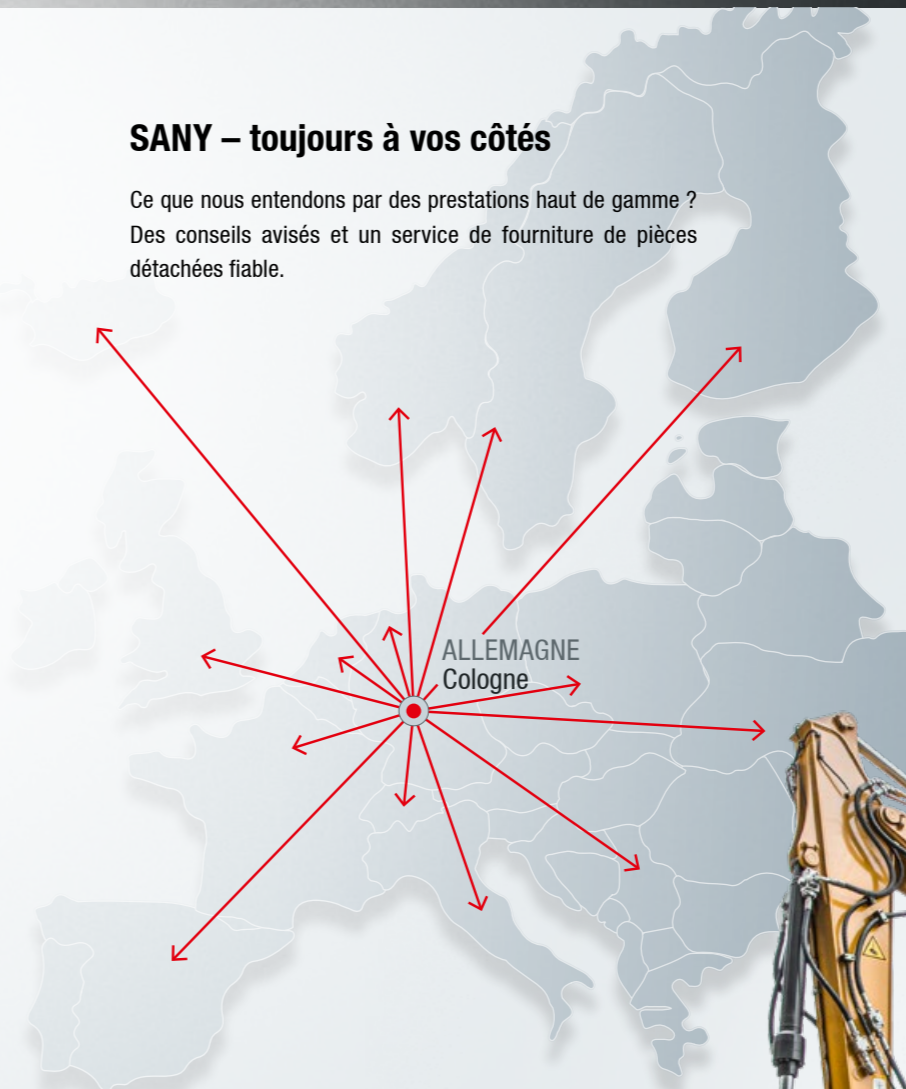 SANY – toujours à vos côtés
Ce que nous entendons par des prestations haut de gamme ?
Des conseils avisés et un service de fourniture de pièces
détachées fiable.
ALLEMAGNE
Cologne